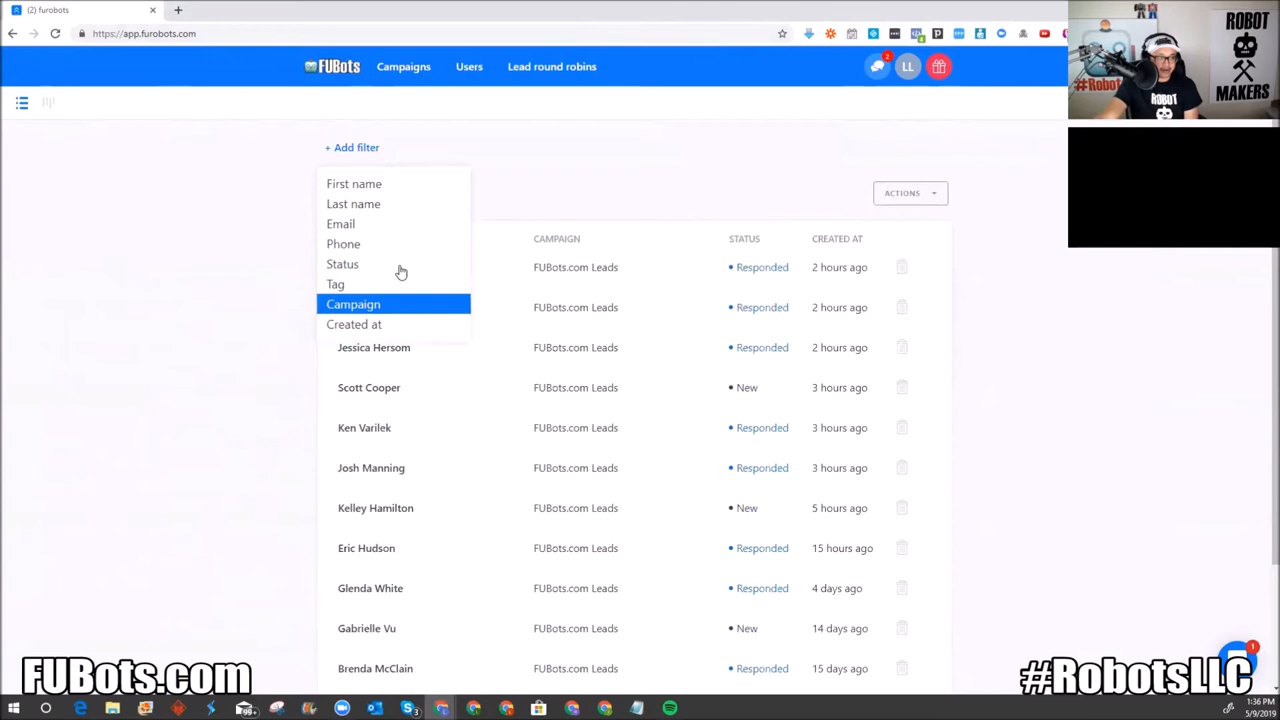 (2) furobots
https://app.furobots.com
FUBots
Campaigns
Users
Lead round robins
2
LL
+ Add filter
First name
Last name
Email
Phone
Status
Tag
Campaign
Created at
ACTIONS
CAMPAIGN STATUS CREATED AT
FUBots.com Leads Responded 2 hours ago
FUBots.com Leads Responded 2 hours ago
Jessica Hersom FUBots.com Leads Responded 2 hours ago
Scott Cooper FUBots.com Leads New 3 hours ago
Ken Varilek FUBots.com Leads Responded 3 hours ago
Josh Manning FUBots.com Leads Responded 3 hours ago
Kelley Hamilton FUBots.com Leads New 5 hours ago
Eric Hudson FUBots.com Leads Responded 15 hours ago
Glenda White FUBots.com Leads Responded 4 days ago
Gabrielle Vu FUBots.com Leads New 14 days ago
Brenda McClain FUBots.com Leads Responded 15 days ago
ROBOT
MAKERS
#Robot
ROBOT
1
FUBots.com
#RobotsLLC
99+
3
1:36 PM
5/9/2019